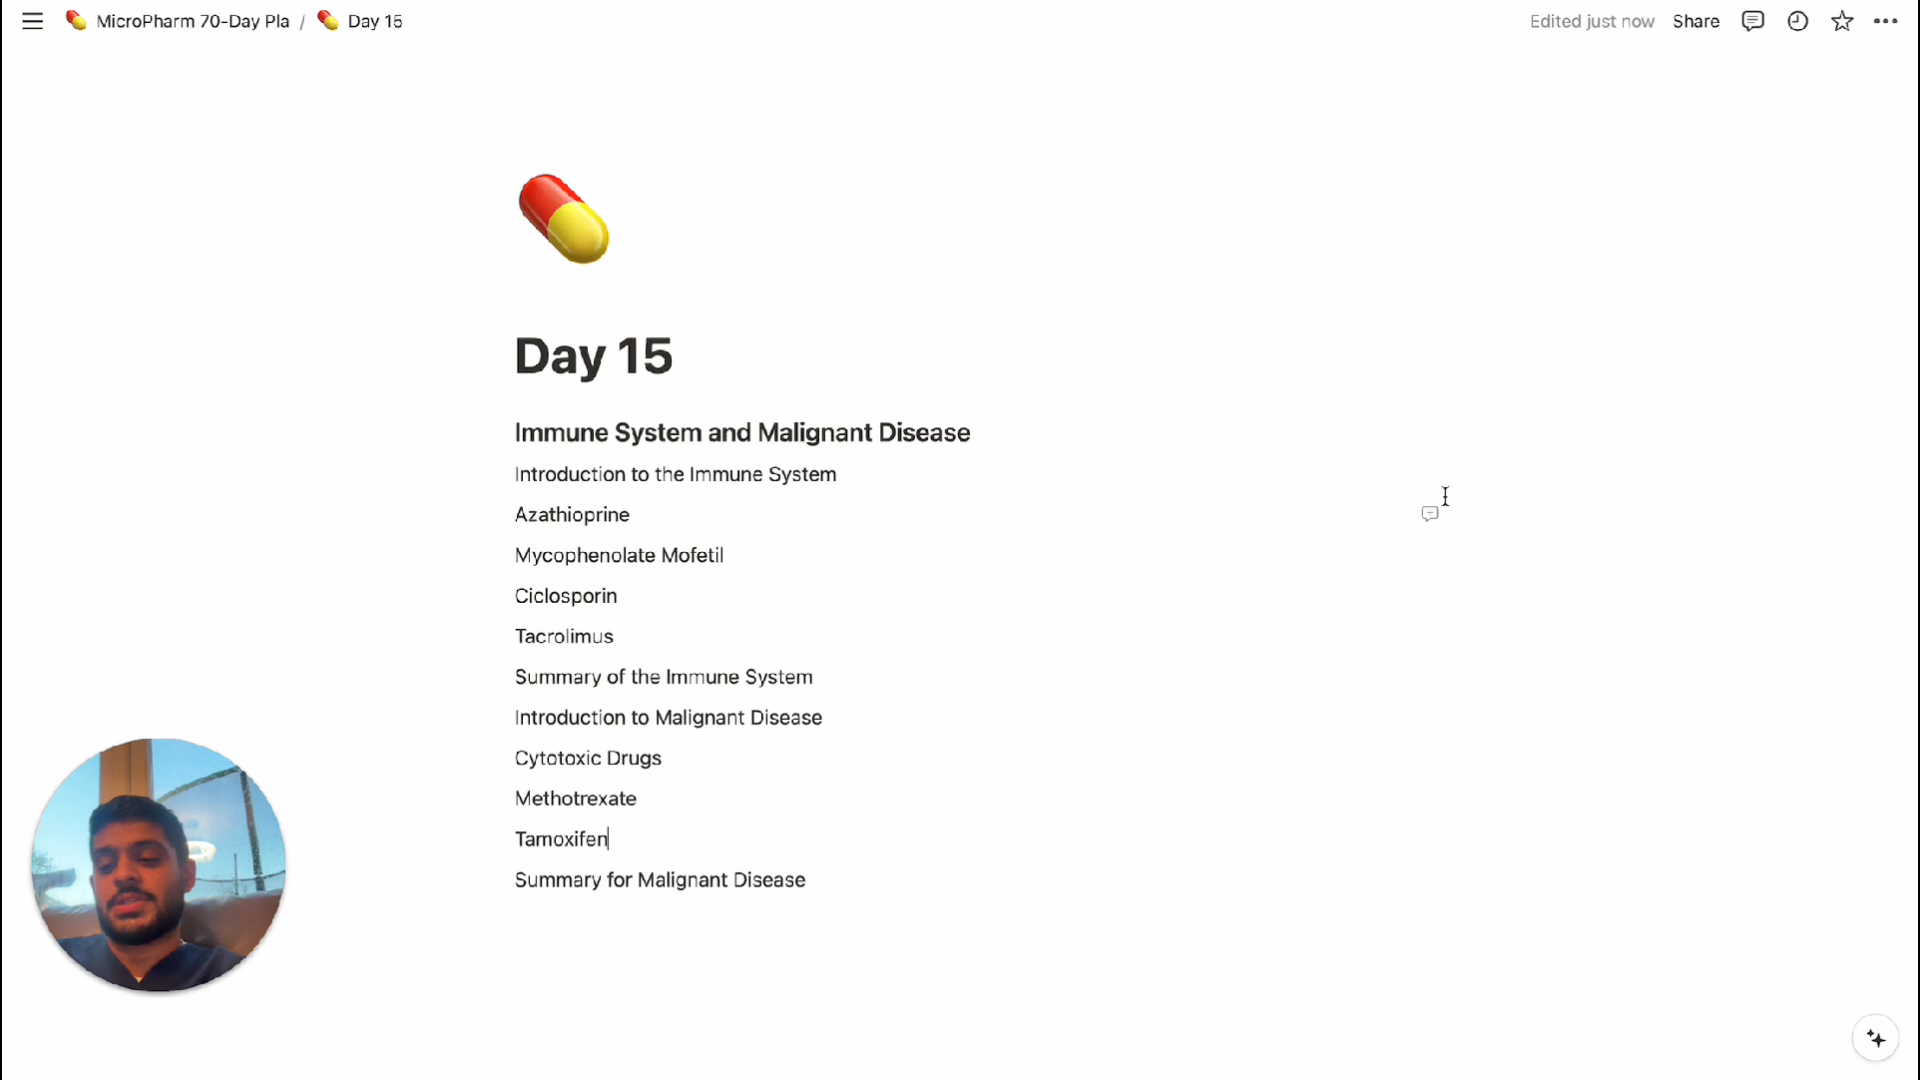 MicroPharm 70-Day Pla / Day 15
Edited just now Share
Day 15
Immune System and Malignant Disease
Introduction to the Immune System
Azathioprine
Mycophenolate Mofetil
Ciclosporin
Tacrolimus
Summary of the Immune System
Introduction to Malignant Disease
Cytotoxic Drugs
Methotrexate
Tamoxifen
Summary for Malignant Disease